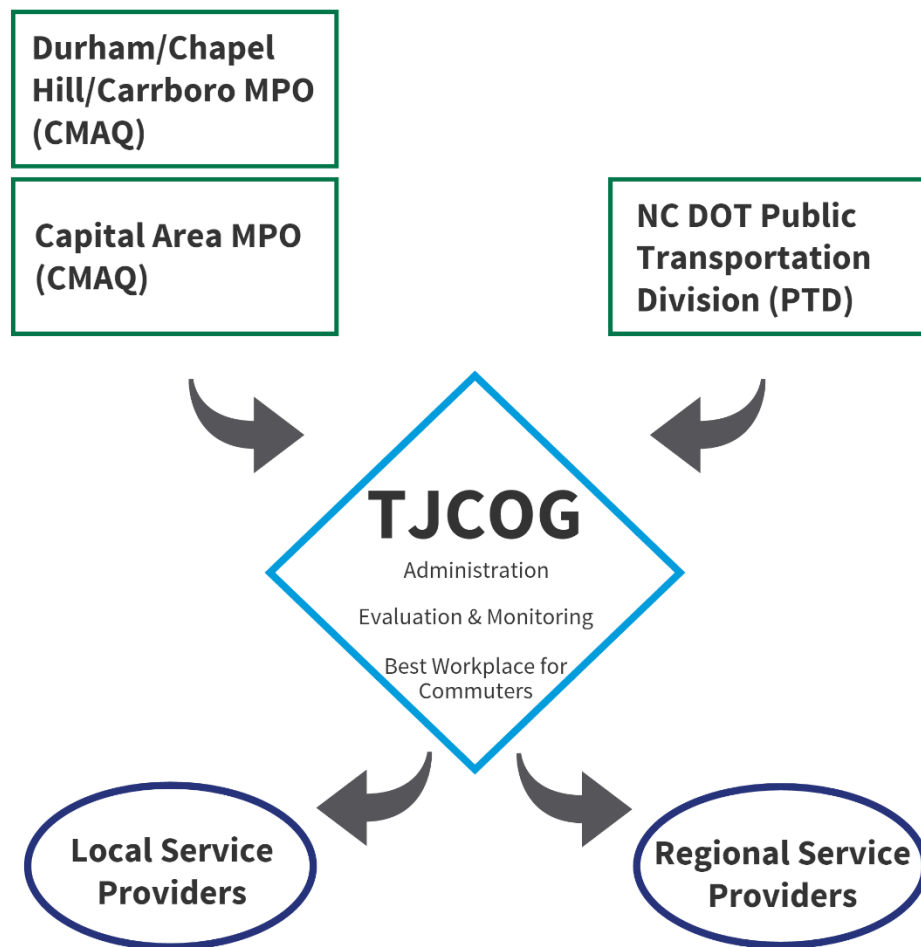 Durham/Chapel
Hill/Carrboro MPO
(CMAQ)
Capital Area MPO
(CMAQ)
NC DOT Public
Transportation
Division (PTD)
TJCOG
Administration
Evaluation & Monitoring
Best Workplace for
Commuters
Local Service
Providers
Regional Service
Providers